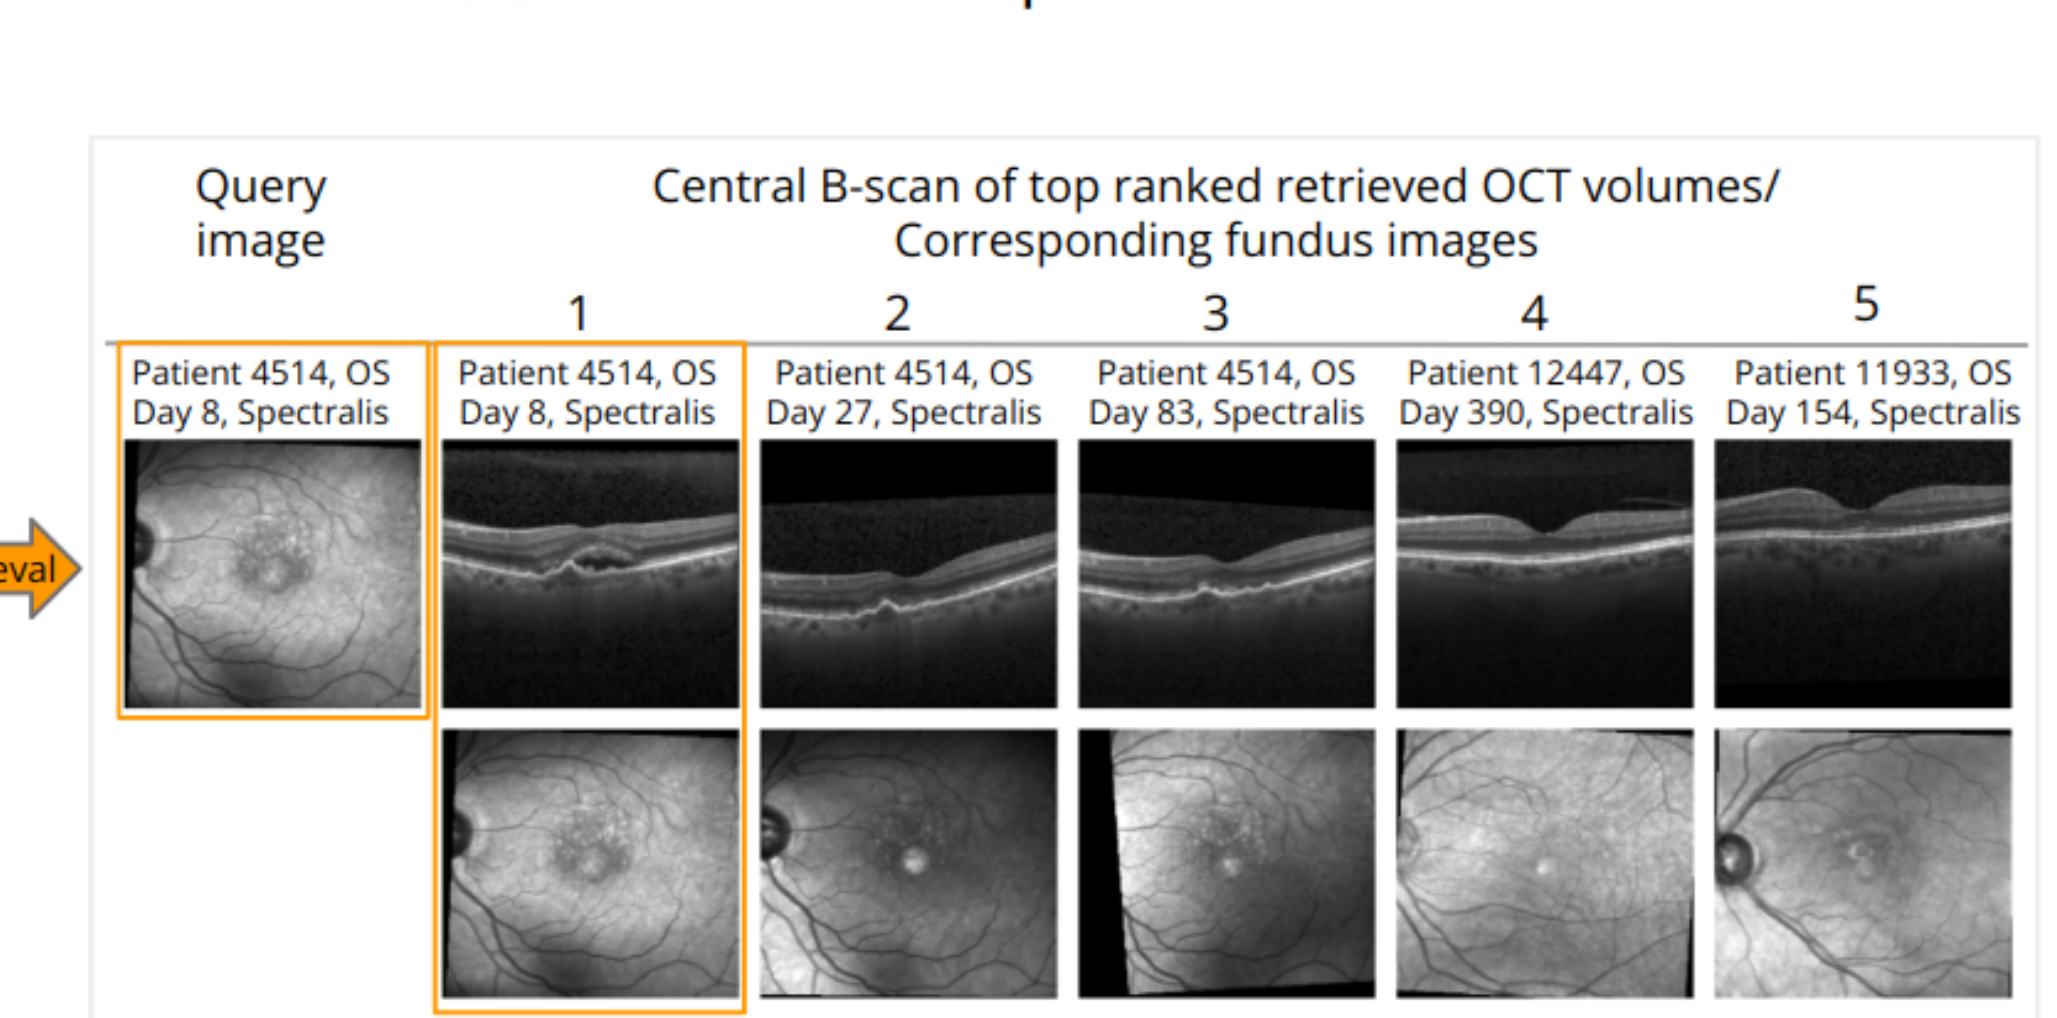 Query
image
Central B-scan of top ranked retrieved OCT volumes/
Corresponding fundus images
1
2
3
4
5
Patient 4514, OS
Day 8, Spectralis
Patient 4514, OS
Day 8, Spectralis
Patient 4514, OS
Day 27, Spectralis
Patient 4514, OS
Day 83, Spectralis
Patient 12447, OS
Day 390, Spectralis
Patient 11933, OS
Day 154, Spectralis
eval